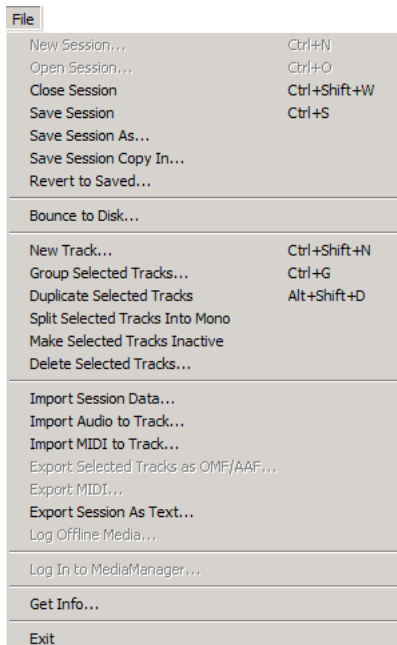 File
New Session... Ctrl+N
Open Session... Ctrl+O
Close Session Ctrl+Shift+W
Save Session Ctrl+S
Save Session As...
Save Session Copy In...
Revert to Saved...
Bounce to Disk...
New Track... Ctrl+Shift+N
Group Selected Tracks... Ctrl+G
Duplicate Selected Tracks Alt+Shift+D
Split Selected Tracks Into Mono
Make Selected Tracks Inactive
Delete Selected Tracks...
Import Session Data...
Import Audio to Track...
Import MIDI to Track...
Export Selected Tracks as OMF/AAF...
Export MIDI...
Export Session As Text...
Log Offline Media...
Log In to MediaManager...
Get Info...
Exit